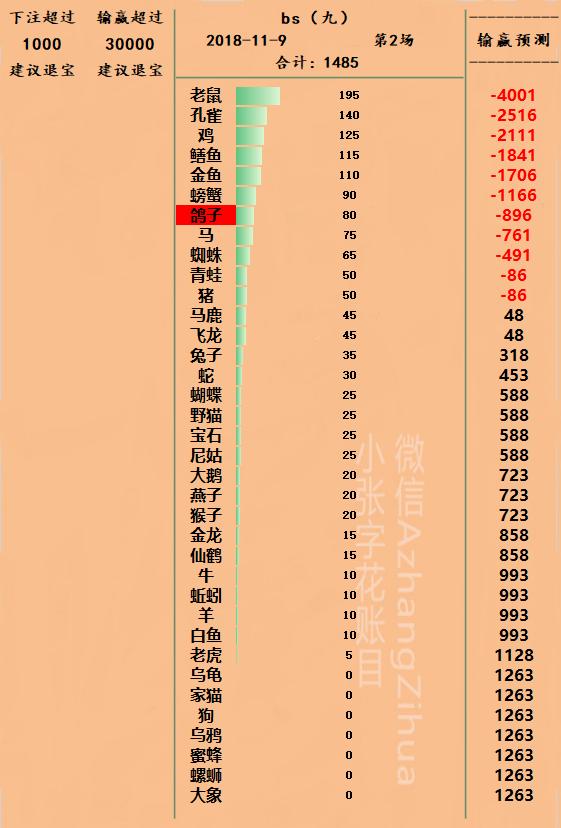 下注超过 输赢超过
1000 30000
建议退宝 建议退宝
bs（九）
2018-11-9 第2场
合计：1485
输赢预测
老鼠 195 -4001
孔雀 140 -2516
鸡 125 -2111
鳝鱼 115 -1841
金鱼 110 -1706
螃蟹 90 -1166
鸽子 80 -896
马 75 -761
蜘蛛 65 -491
青蛙 50 -86
猪 50 -86
马鹿 45 48
飞龙 45 48
兔子 35 318
蛇 30 453
蝴蝶 25 588
野猫 25 588
宝石 25 588
尼姑 25 588
大鹅 20 723
燕子 20 723
猴子 20 723
金龙 15 858
仙鹤 15 858
牛 10 993
蚯蚓 10 993
羊 10 993
白鱼 10 993
老虎 5 1128
乌龟 0 1263
家猫 0 1263
狗 0 1263
乌鸦 0 1263
蜜蜂 0 1263
螺蛳 0 1263
大象 0 1263
微信AzhangZihua
小张字花账目